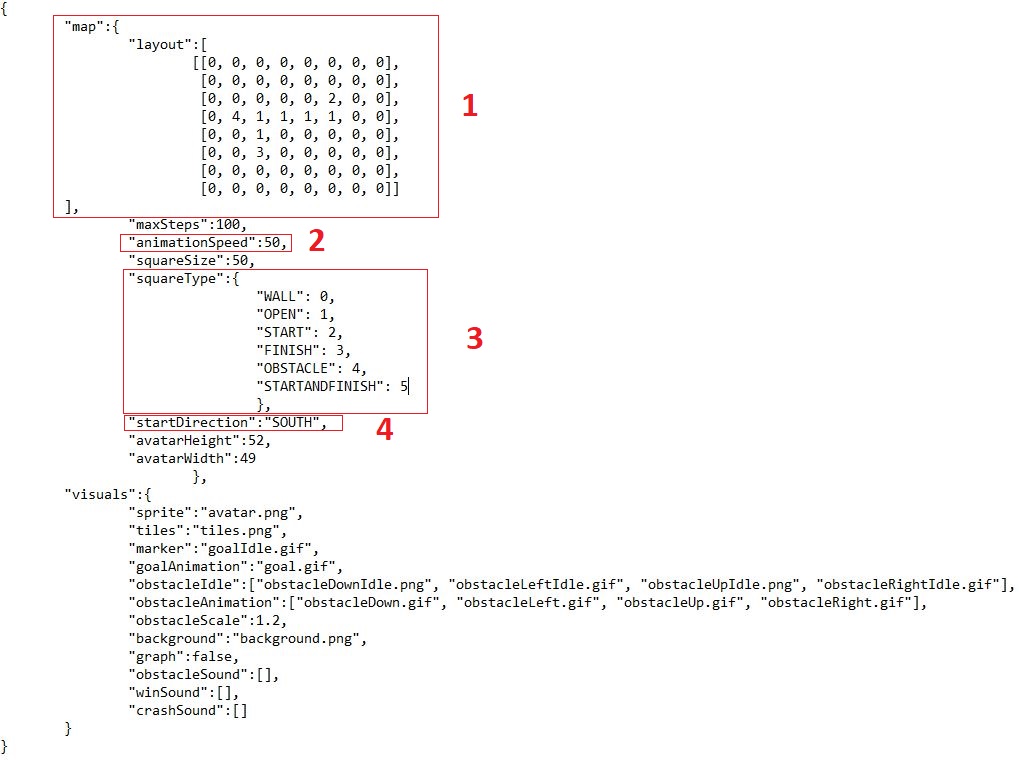 {
"map":{
"layout":[
[[0, 0, 0, 0, 0, 0, 0, 0],
[0, 0, 0, 0, 0, 0, 0, 0],
[0, 0, 0, 0, 0, 2, 0, 0],
[0, 4, 1, 1, 1, 1, 0, 0],
[0, 0, 1, 0, 0, 0, 0, 0],
[0, 0, 3, 0, 0, 0, 0, 0],
[0, 0, 0, 0, 0, 0, 0, 0],
[0, 0, 0, 0, 0, 0, 0, 0]]
],
1
"maxSteps":100,
"animationSpeed":50,
2
"squareSize":50,
"squareType":{
"WALL": 0,
"OPEN": 1,
"START": 2,
"FINISH": 3,
"OBSTACLE": 4,
"STARTANDFINISH": 5
},
3
"startDirection":"SOUTH",
4
"avatarHeight":52,
"avatarWidth":49
},
"visuals":{
"sprite":"avatar.png",
"tiles":"tiles.png",
"marker":"goalIdle.gif",
"goalAnimation":"goal.gif",
"obstacleIdle":["obstacleDownIdle.png", "obstacleLeftIdle.gif", "obstacleUpIdle.png", "obstacleRightIdle.gif"],
"obstacleAnimation":["obstacleDown.gif", "obstacleLeft.gif", "obstacleUp.gif", "obstacleRight.gif"],
"obstacleScale":1.2,
"background":"background.png",
"graph":false,
"obstacleSound":[],
"winSound":[],
"crashSound":[]
}
}